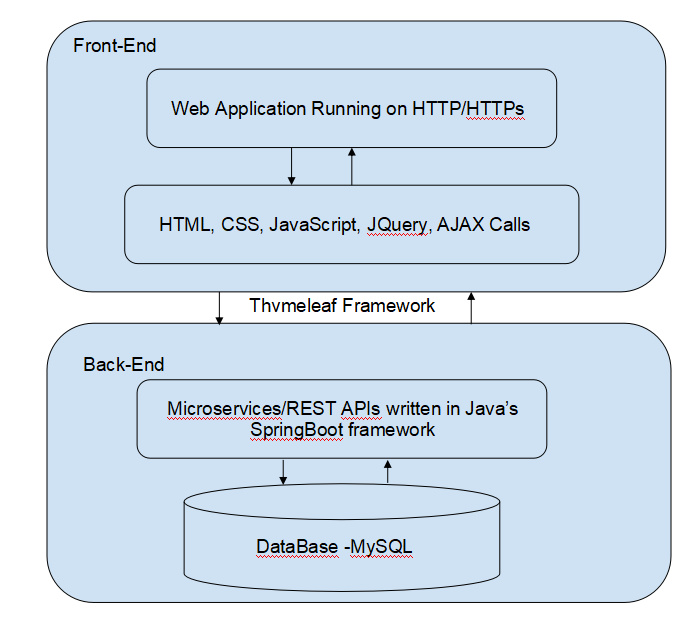 Front-End
Web Application Running on HTTP/HTTPs
HTML, CSS, JavaScript, JQuery, AJAX Calls
Thvmeleaf Framework
Back-End
Microservices/REST APIs written in Java’s
SpringBoot framework
DataBase -MySQL